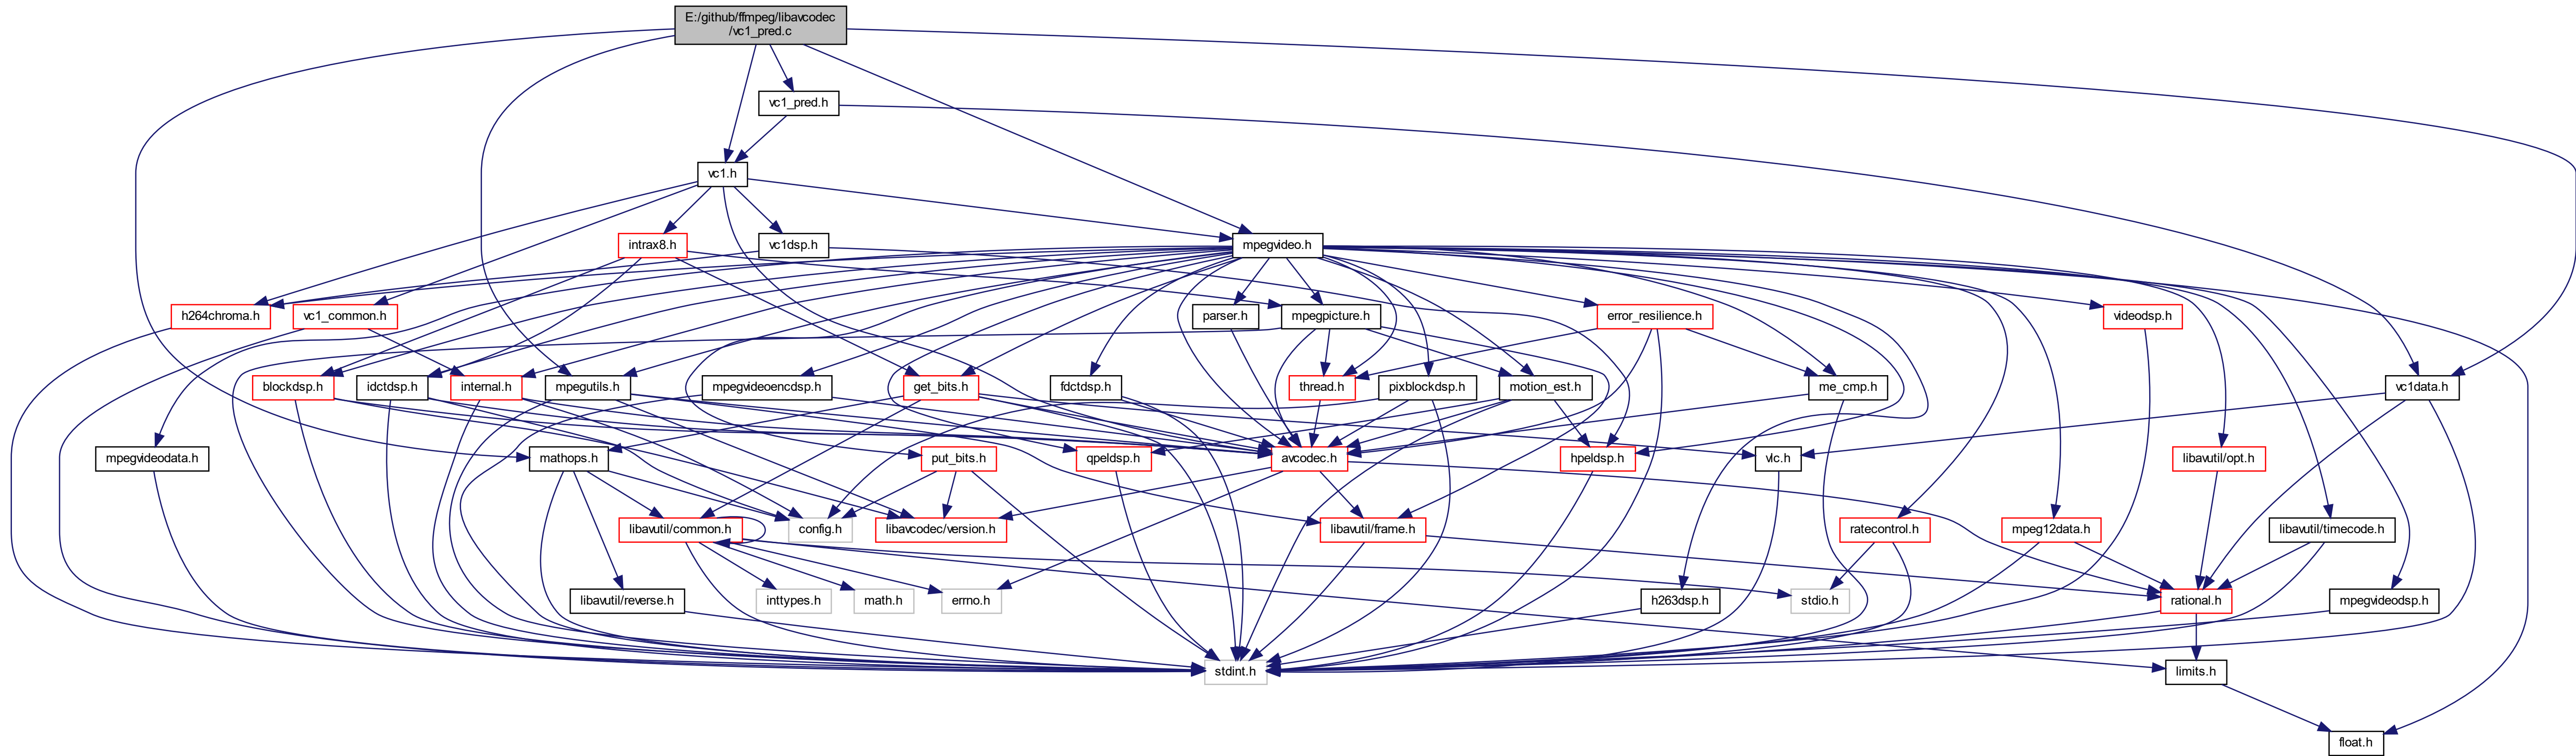 E:/github/ffmpeg/libavcodec
/vc1_pred.c
vc1_pred.h
vc1.h
intrax8.h
vc1dsp.h
mpegvideo.h
h264chroma.h
vc1_common.h
parser.h
mpegpicture.h
error_resilience.h
videodsp.h
blockdsp.h
idctdsp.h
internal.h
mpegutils.h
mpegvideoencdsp.h
get_bits.h
fdctdsp.h
thread.h
pixblockdsp.h
motion_est.h
me_cmp.h
vc1data.h
mpegvideodata.h
mathops.h
put_bits.h
qpeldsp.h
avcodec.h
hpeldsp.h
vlc.h
libavutil/opt.h
libavutil/common.h
config.h
libavcodec/version.h
libavutil/frame.h
ratecontrol.h
mpeg12data.h
libavutil/timecode.h
libavutil/reverse.h
inttypes.h
math.h
errno.h
h263dsp.h
stdio.h
rational.h
mpegvideodsp.h
stdint.h
limits.h
float.h